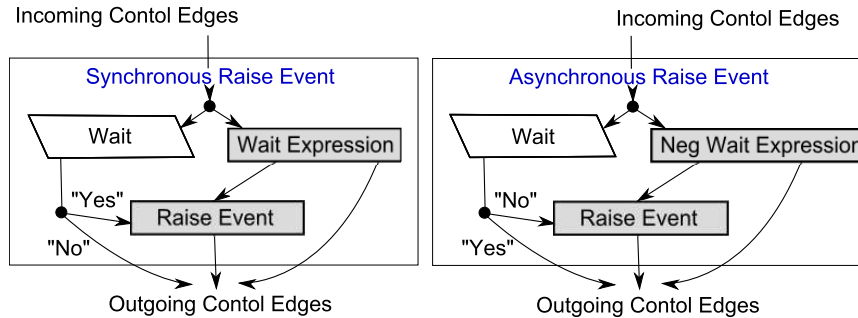 Incoming Contol Edges
Synchronous Raise Event
Wait
Wait Expression
"Yes"
Raise Event
"No"
Outgoing Contol Edges
Incoming Contol Edges
Asynchronous Raise Event
Wait
Neg Wait Expression
"No"
Raise Event
"Yes"
Outgoing Contol Edges